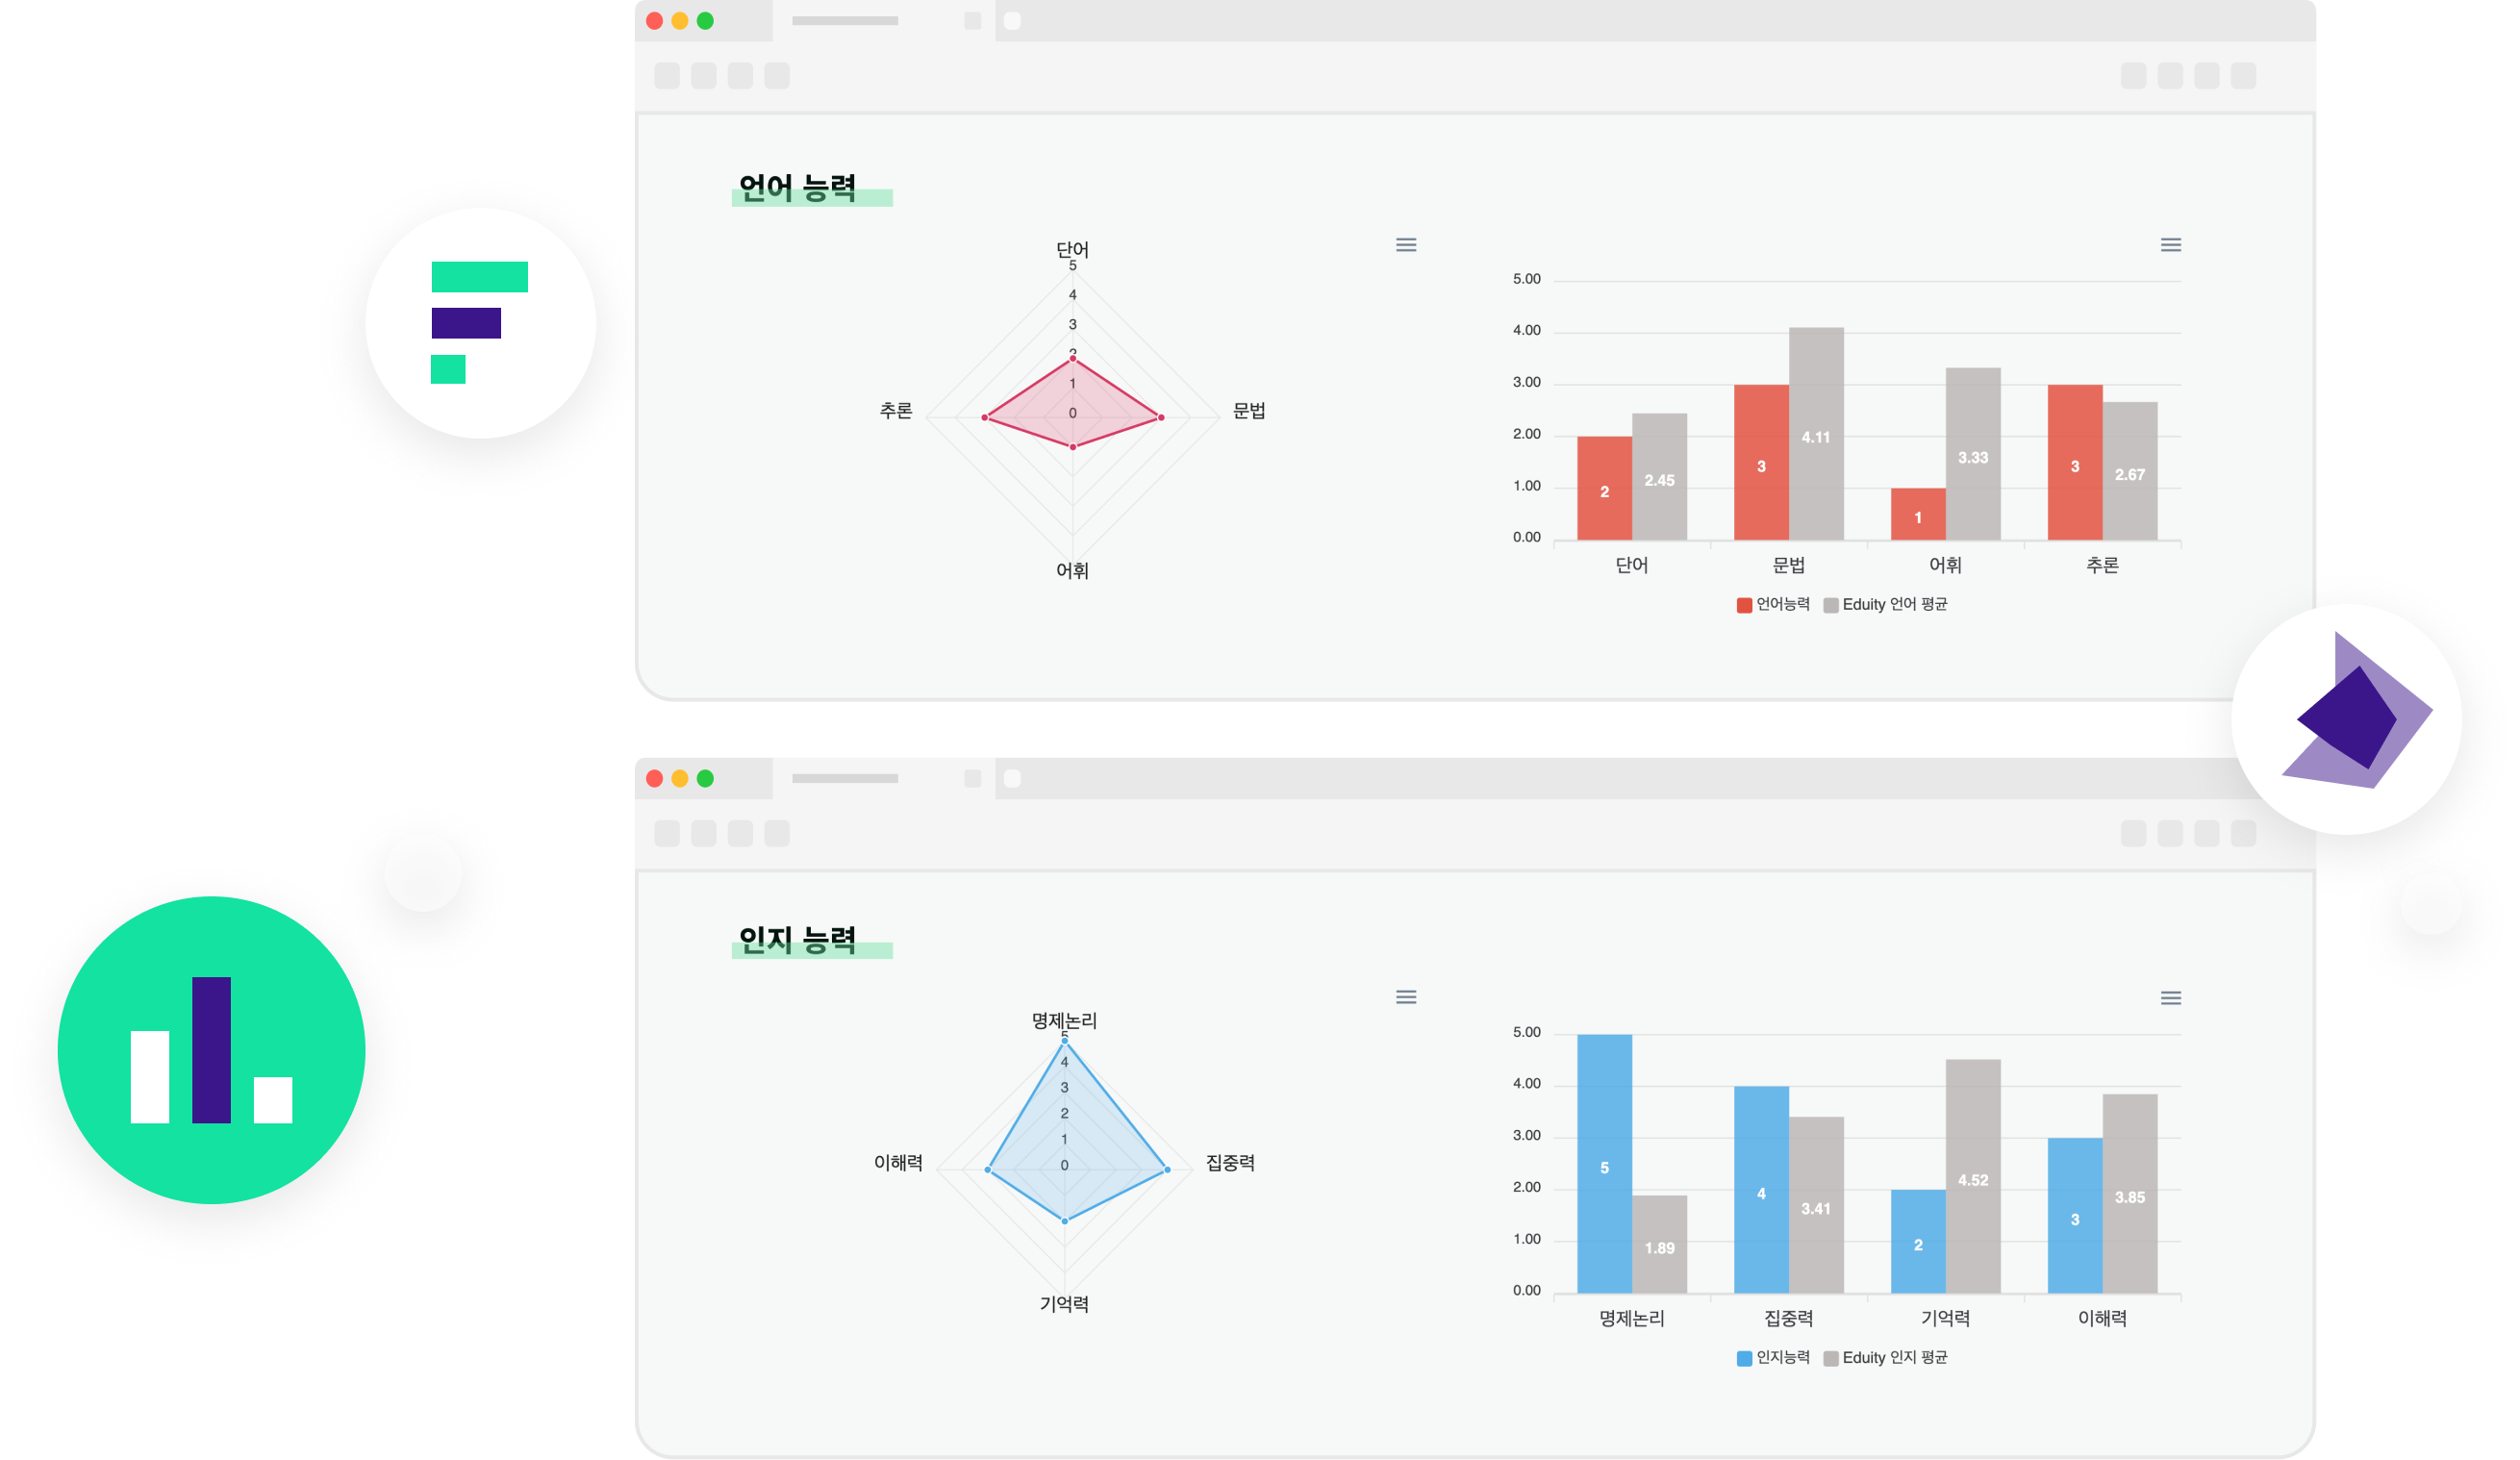 언어 능력
단어
5
4
3
2
1
0
추론
문법
어휘
5.00
4.00
3.00
2.00
1.00
0.00
2
2.45
3
4.11
1
3.33
3
2.67
단어 문법 어휘 추론
언어능력 Eduity 언어 평균
인지 능력
명제논리
5
4
3
2
1
0
이해력
집중력
기억력
5.00
4.00
3.00
2.00
1.00
0.00
5
1.89
4
3.41
2
4.52
3
3.85
명제논리 집중력 기억력 이해력
인지능력 Eduity 인지 평균